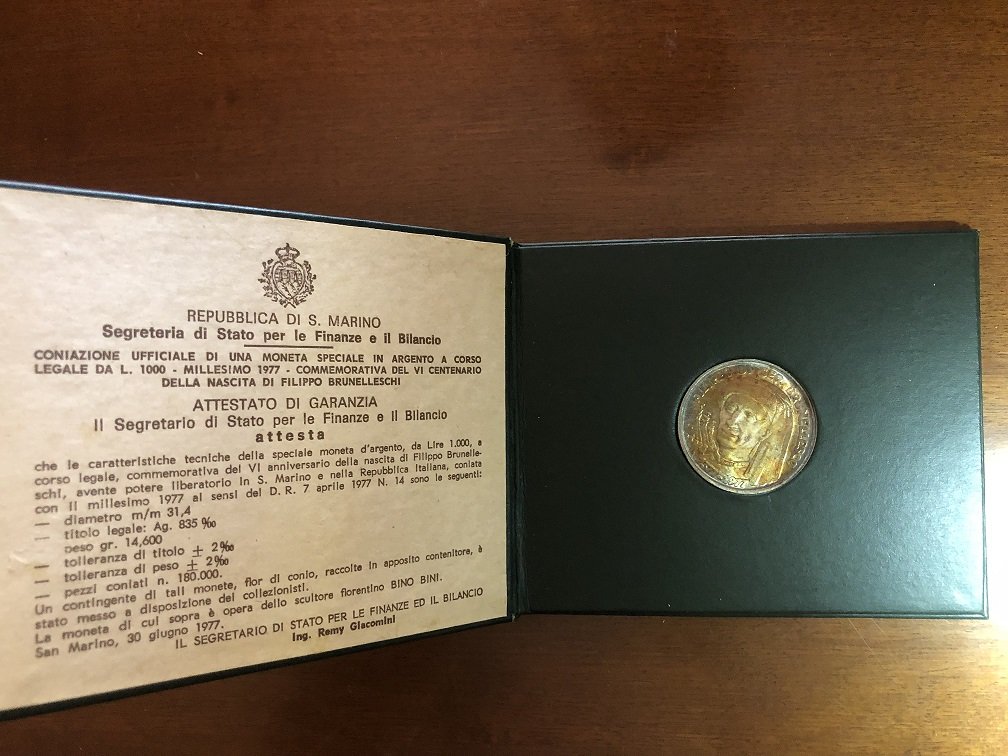 REPUBBLICA DI S. MARINO
Segreteria di Stato per le Finanze e il Bilancio
CONIAZIONE UFFICIALE DI UNA MONETA SPECIALE IN ARGENTO A CORSO
LEGALE DA L. 1000 - MILLESIMO 1977 - COMMEMORATIVA DEL VI CENTENARIO
DELLA NASCITA DI FILIPPO BRUNELLESCHI
ATTESTATO DI GARANZIA
Il Segretario di Stato per le Finanze e il Bilancio
attesta
che le caratteristiche tecniche della speciale moneta d'argento, da Lire 1.000, a
corso legale, commemorativa del VI anniversario della nascita di Filippo Brunelle-
schi, avente potere liberatorio in S. Marino e nella Repubblica Italiana, coniata
con il millesimo 1977 ai sensi del D. R. 7 aprile 1977 N. 14 sono le seguenti:
— diametro m/m 31,4
— titolo legale: Ag. 835 ‰
peso gr. 14,600
— tolleranza di titolo ± 2‰
— tolleranza di peso ± 2‰
— pezzi coniati n. 180.000.
Un contingente di tali monete, fior di conio, raccolte in apposito contenitore, è
stato messo a disposizione dei collezionisti.
La moneta di cui sopra è opera dello scultore fiorentino BINO BINI.
San Marino, 30 giugno 1977.
IL SEGRETARIO DI STATO PER LE FINANZE ED IL BILANCIO
Ing. Remy Giacomini